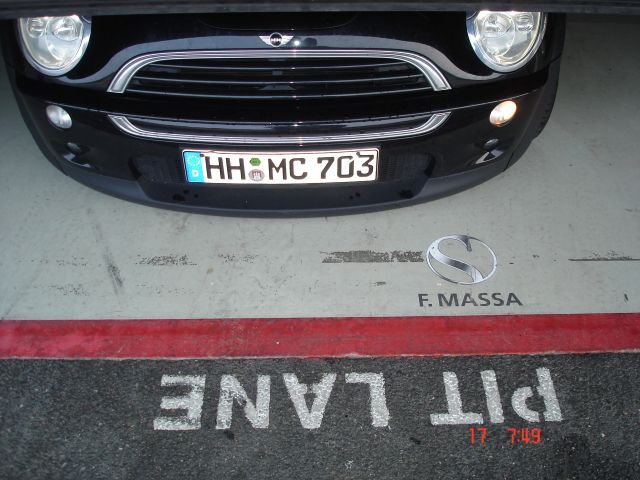 HH MC 703
F. MASSA
PIT LANE
17 7:49